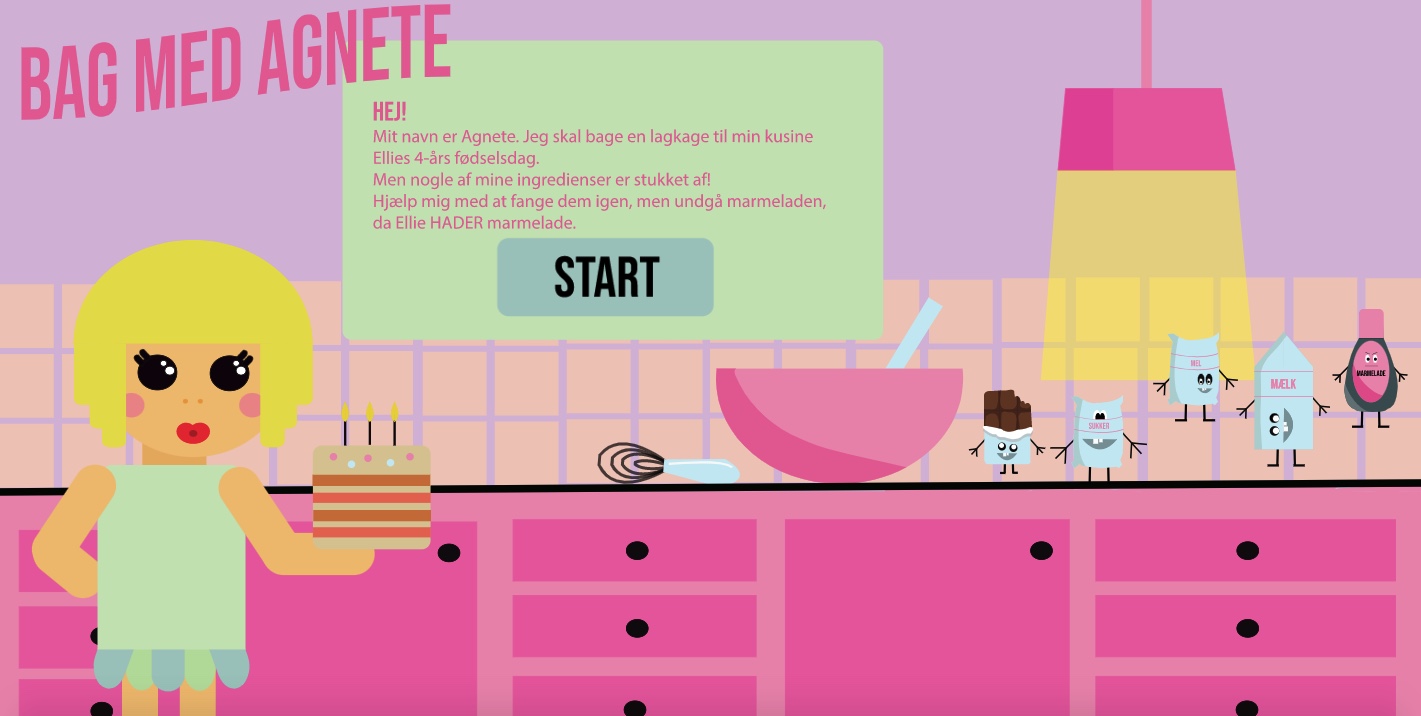 BAG MED AGNETE
HEJ!
Mit navn er Agnete. Jeg skal bage en lagkage til min kusine
Ellies 4-års fødselsdag.
Men nogle af mine ingredienser er stukket af!
Hjælp mig med at fange dem igen, men undgå marmeladen,
da Ellie HADER marmelade.
START
MEL
MÆLK
MARMELADE
SUKKER